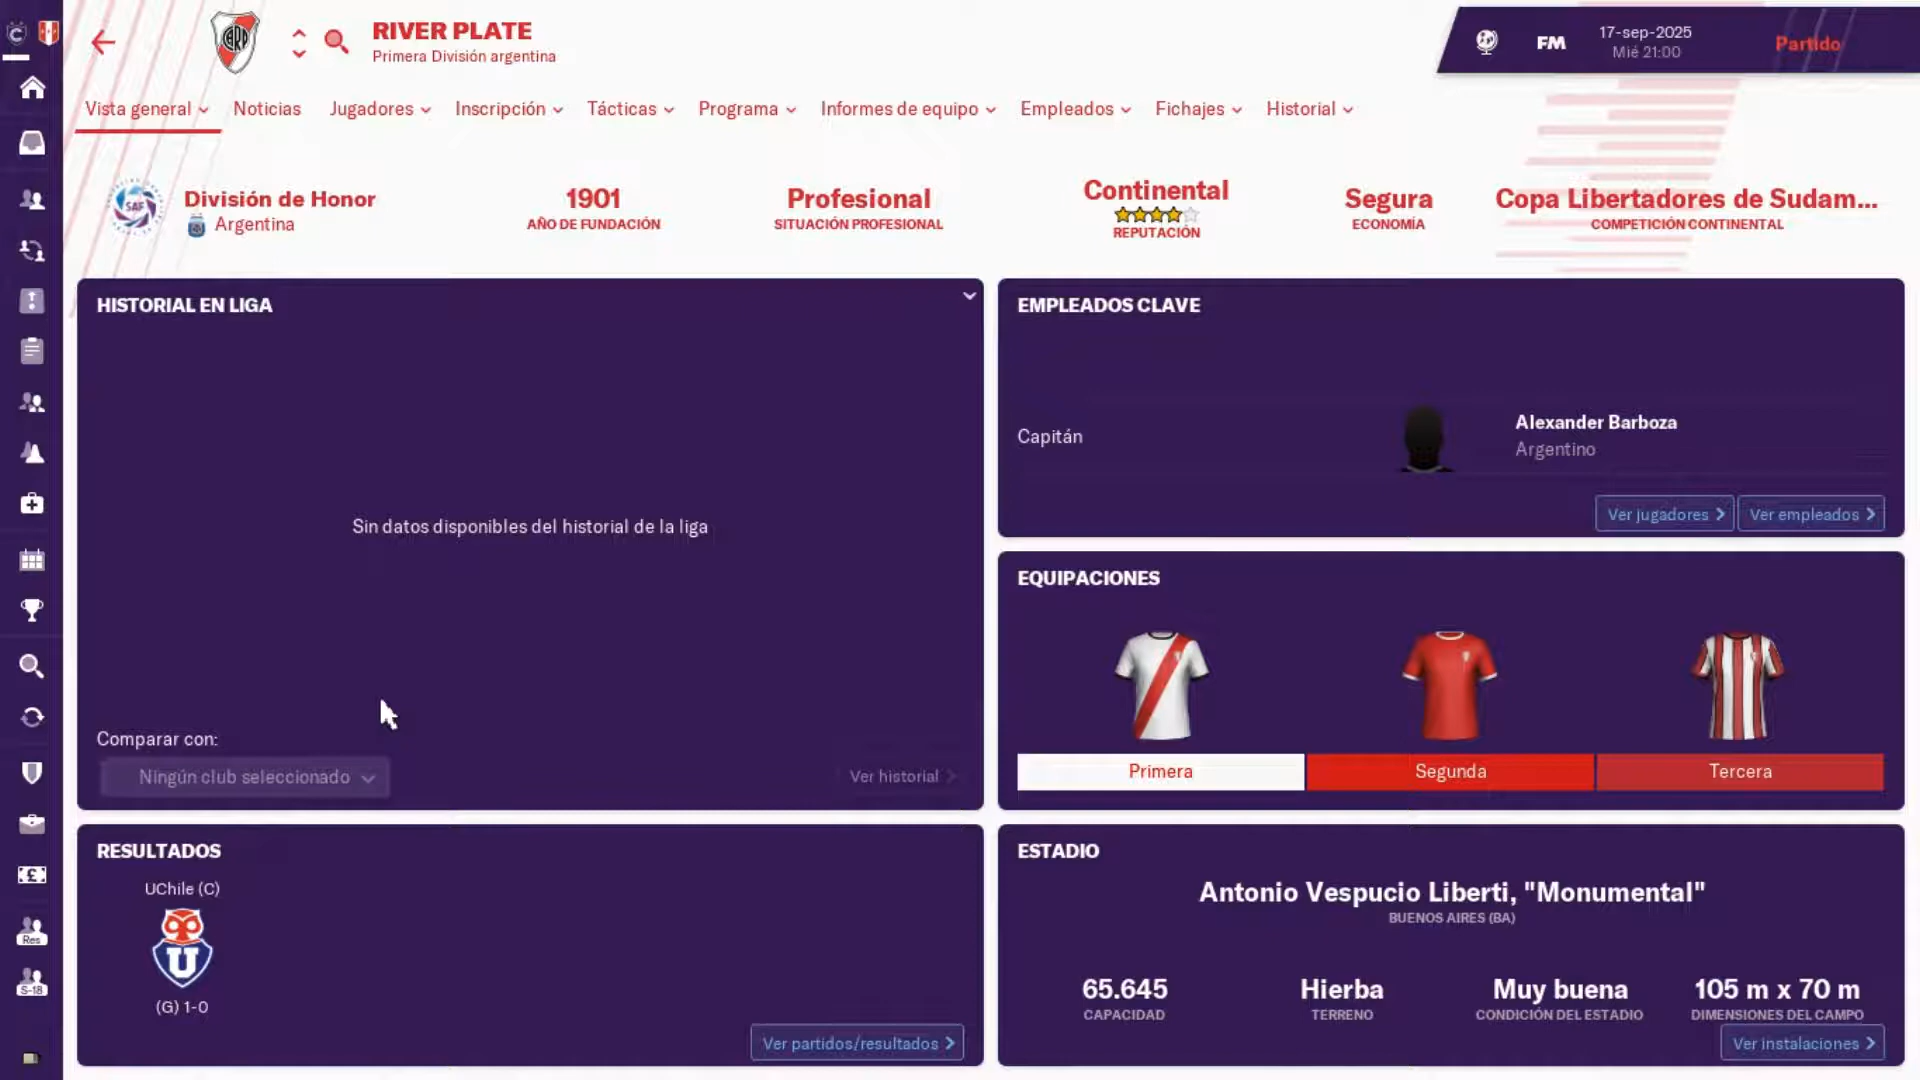 RIVER PLATE
Primera División argentina
FM
17-sep-2025
Mié 21:00
Partido
Vista general
Noticias
Jugadores
Inscripción
Tácticas
Programa
Informes de equipo
Empleados
Fichajes
Historial
SAF
División de Honor
Argentina
1901
AÑO DE FUNDACIÓN
Profesional
SITUACIÓN PROFESIONAL
Continental
REPUTACIÓN
Segura
ECONOMÍA
Copa Libertadores de Sudam...
COMPETICIÓN CONTINENTAL
HISTORIAL EN LIGA
Sin datos disponibles del historial de la liga
Comparar con:
Ningún club seleccionado
Ver historial
EMPLEADOS CLAVE
Capitán
Alexander Barboza
Argentino
Ver jugadores
Ver empleados
EQUIPACIONES
Primera
Segunda
Tercera
RESULTADOS
UChile (C)
U
(G) 1-0
Ver partidos/resultados
ESTADIO
Antonio Vespucio Liberti, "Monumental"
BUENOS AIRES (BA)
65.645
CAPACIDAD
Hierba
TERRENO
Muy buena
CONDICIÓN DEL ESTADIO
105 m x 70 m
DIMENSIONES DEL CAMPO
Ver instalaciones
Res
S-18